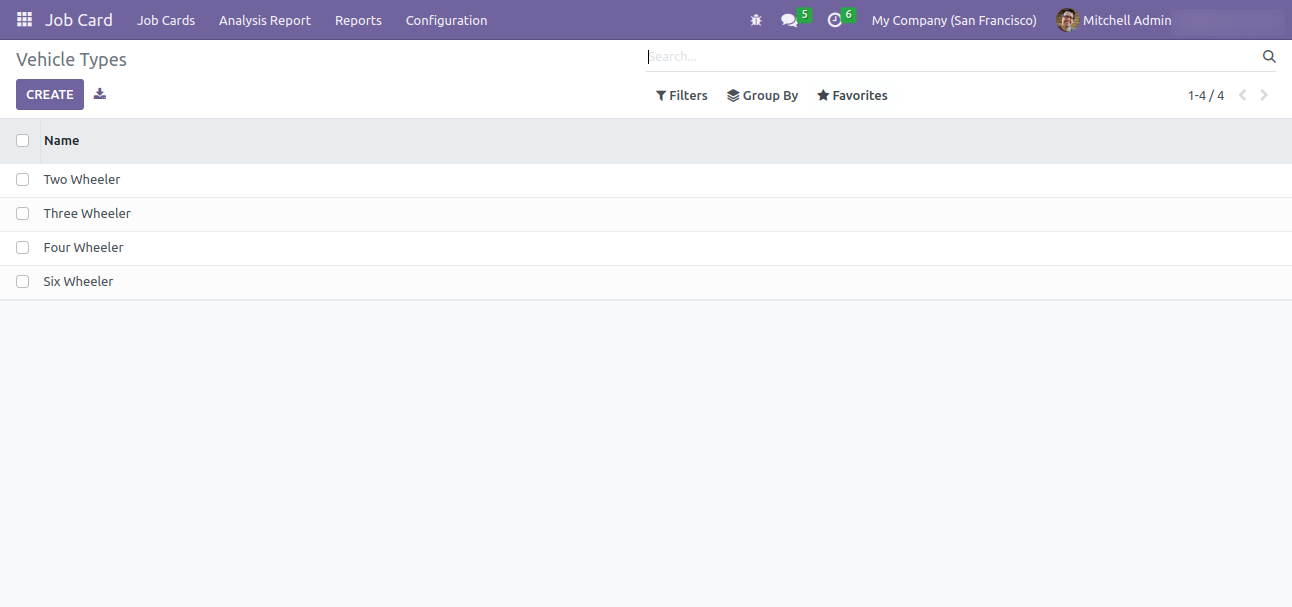 Job Card Job Cards Analysis Report Reports Configuration 5 6 My Company (San Francisco) Mitchell Admin
Vehicle Types Search...
CREATE Filters Group By Favorites 1-4 / 4
Name
Two Wheeler
Three Wheeler
Four Wheeler
Six Wheeler